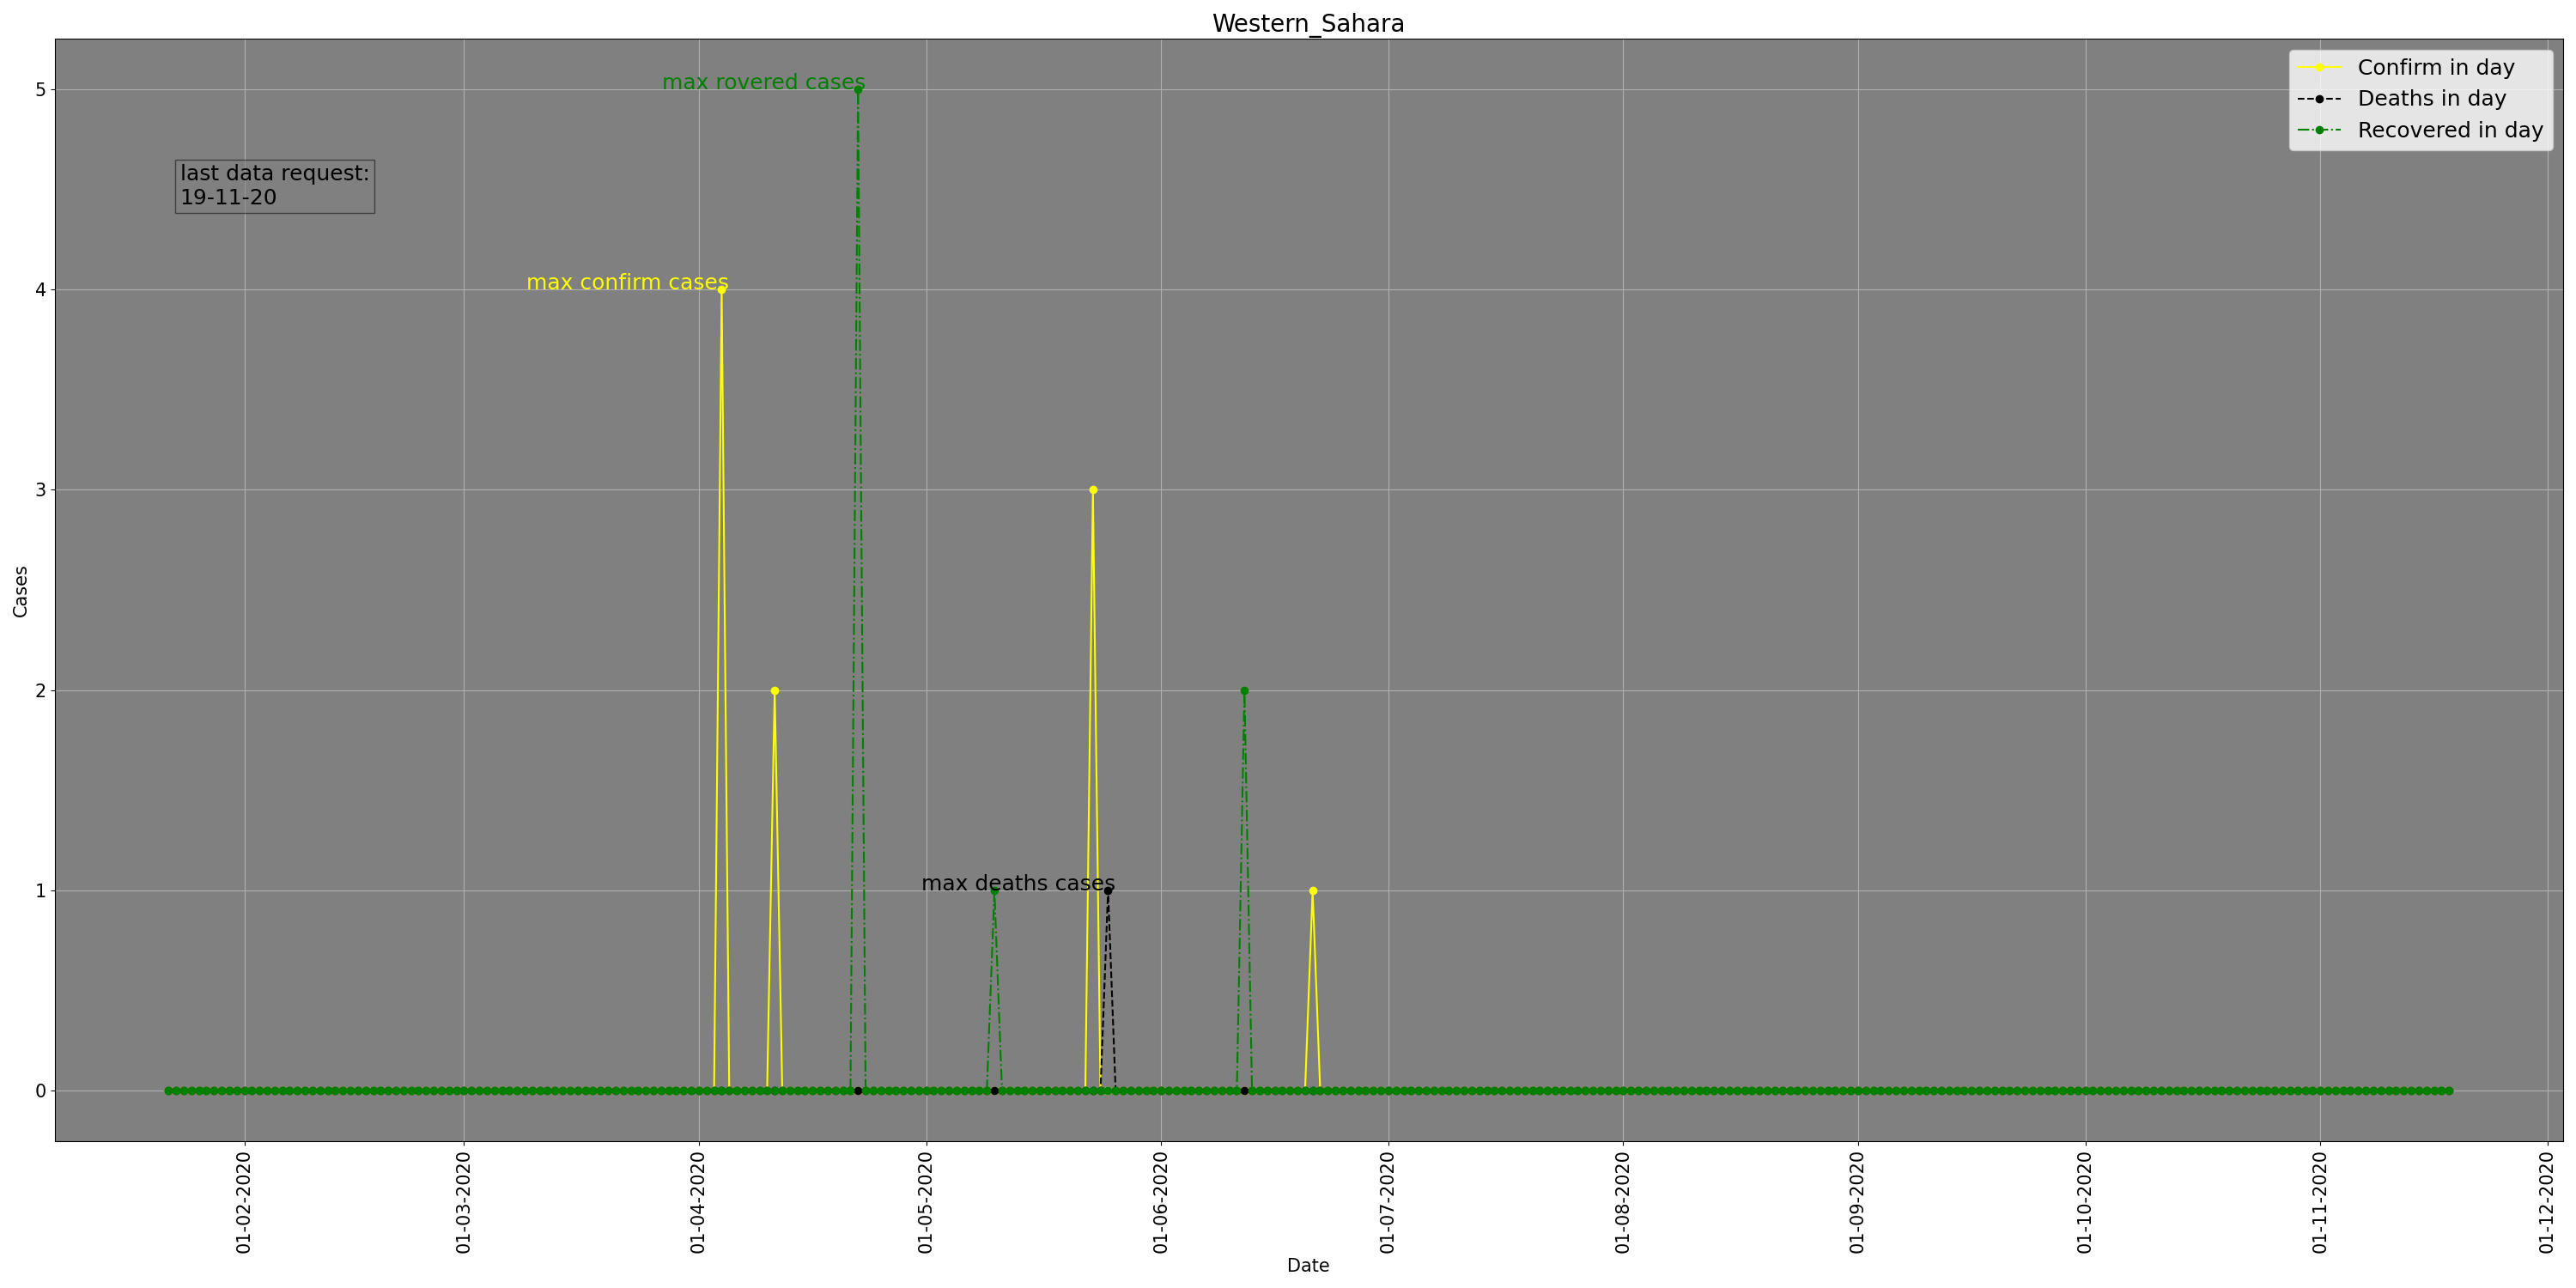 Western_Sahara
Confirm in day
Deaths in day
Recovered in day
max rovered cases
last data request:
19-11-20
max confirm cases
max deaths cases
Cases
5
4
3
2
1
0
01-02-2020
01-03-2020
01-04-2020
01-05-2020
01-06-2020
01-07-2020
01-08-2020
01-09-2020
01-10-2020
01-11-2020
01-12-2020
Date